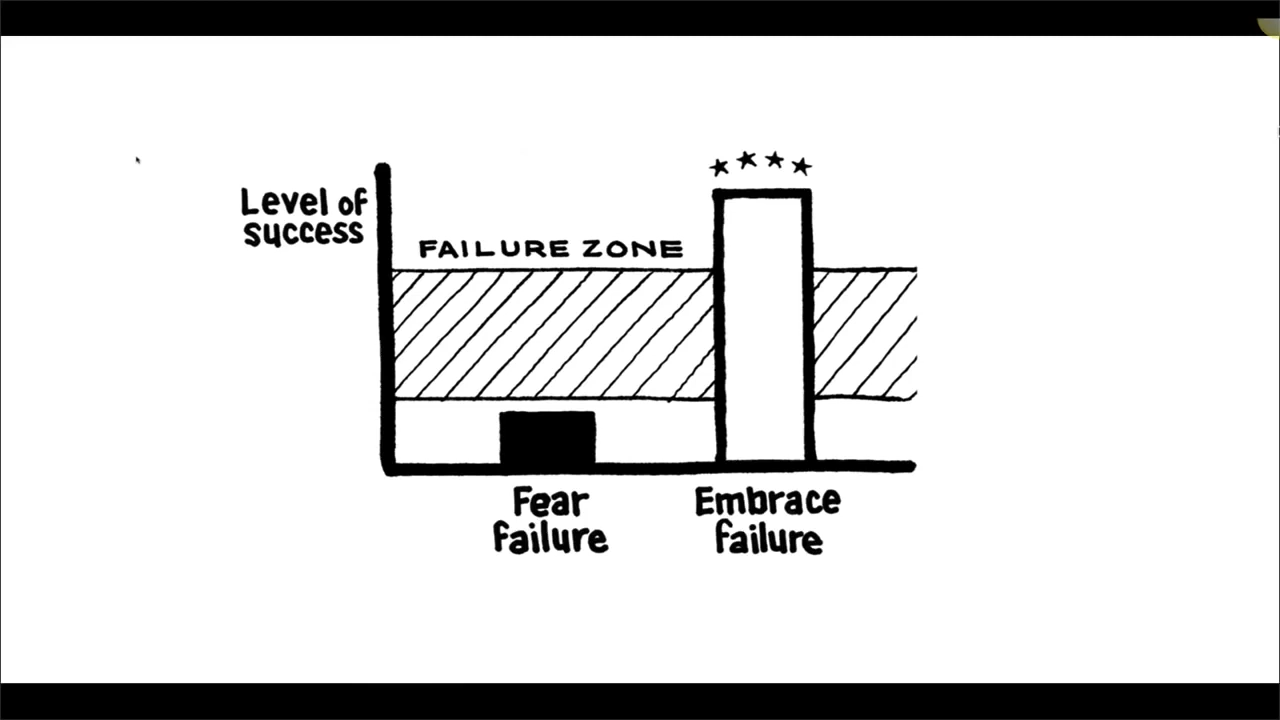 Level of
success
FAILURE ZONE
Fear
failure
Embrace
failure